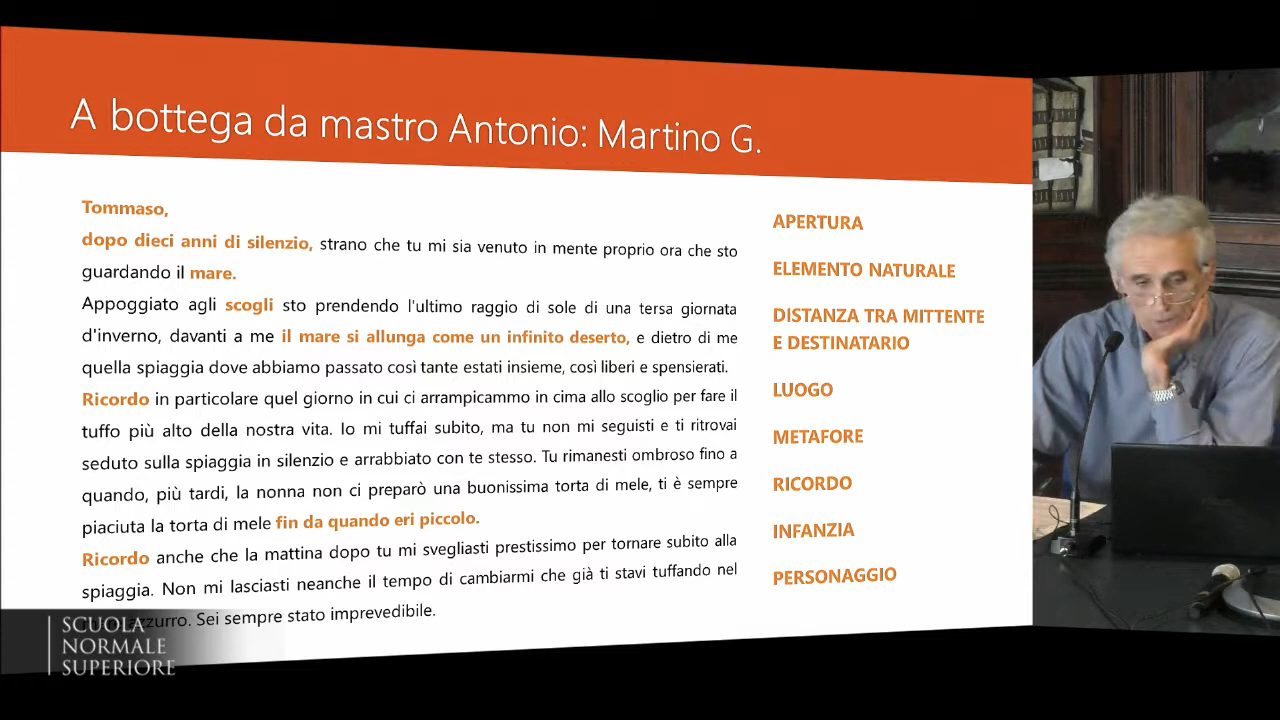 A bottega da mastro Antonio: Martino G.
Tommaso,
dopo dieci anni di silenzio, strano che tu mi sia venuto in mente proprio ora che sto
guardando il mare.
Appoggiato agli scogli sto prendendo l'ultimo raggio di sole di una tersa giornata
d'inverno, davanti a me il mare si allunga come un infinito deserto, e dietro di me
quella spiaggia dove abbiamo passato così tante estati insieme, così liberi e spensierati.
Ricordo in particolare quel giorno in cui ci arrampicammo in cima allo scoglio per fare il
tuffo più alto della nostra vita. Io mi tuffai subito, ma tu non mi seguisti e ti ritrovai
seduto sulla spiaggia in silenzio e arrabbiato con te stesso. Tu rimanesti ombroso fino a
quando, più tardi, la nonna non ci preparò una buonissima torta di mele, ti è sempre
piaciuta la torta di mele fin da quando eri piccolo.
Ricordo anche che la mattina dopo tu mi svegliasti prestissimo per tornare subito alla
spiaggia. Non mi lasciasti neanche il tempo di cambiarmi che già ti stavi tuffando nel
azzurro. Sei sempre stato imprevedibile.
APERTURA
ELEMENTO NATURALE
DISTANZA TRA MITTENTE
E DESTINATARIO
LUOGO
METAFORE
RICORDO
INFANZIA
PERSONAGGIO
SCUOLA
NORMALE
SUPERIORE